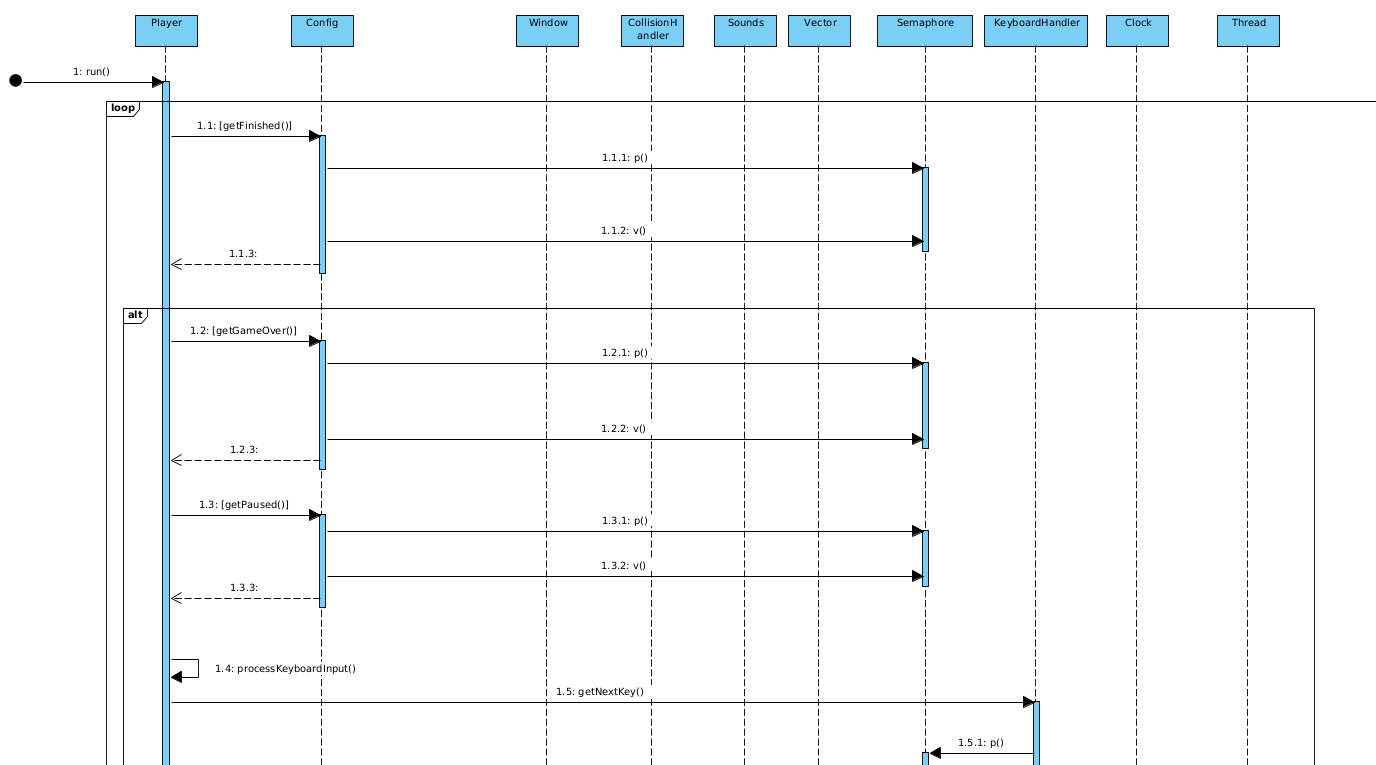 Player
Config
Window
CollisionH
andler
Sounds
Vector
Semaphore
KeyboardHandler
Clock
Thread
1: run()
loop
1.1: [getFinished()]
1.1.1: p()
1.1.2: v()
1.1.3:
alt
1.2: [getGameOver()]
1.2.1: p()
1.2.2: v()
1.2.3:
1.3: [getPaused()]
1.3.1: p()
1.3.2: v()
1.3.3:
1.4: processKeyboardInput()
1.5: getNextKey()
1.5.1: p()